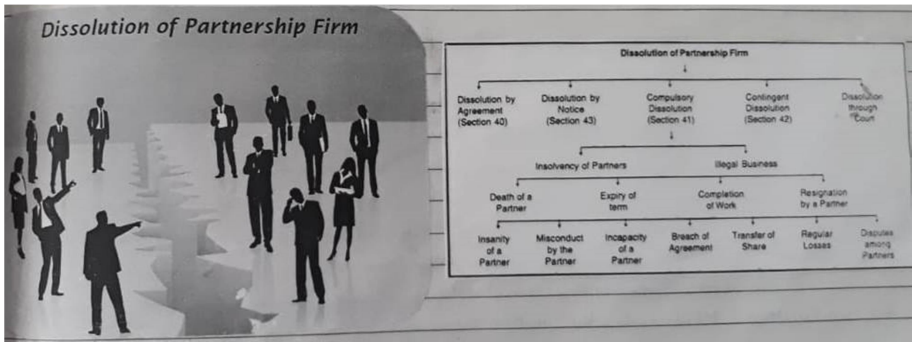 Dissolution of Partnership Firm
Dissolution of Partnership Firm
Dissolution by
Agreement
(Section 40)
Dissolution by
Notice
(Section 43)
Compulsory
Dissolution
(Section 41)
Contingent
Dissolution
(Section 42)
Dissolution
through
Court
Insolvency of Partners
Illegal Business
Death of a
Partner
Expiry of
term
Completion
of Work
Resignation
by a Partner
Insanity
of a
Partner
Misconduct
by the
Partner
Incapacity
of a
Partner
Breach of
Agreement
Transfer of
Share
Regular
Losses
Disputes
among
Partners